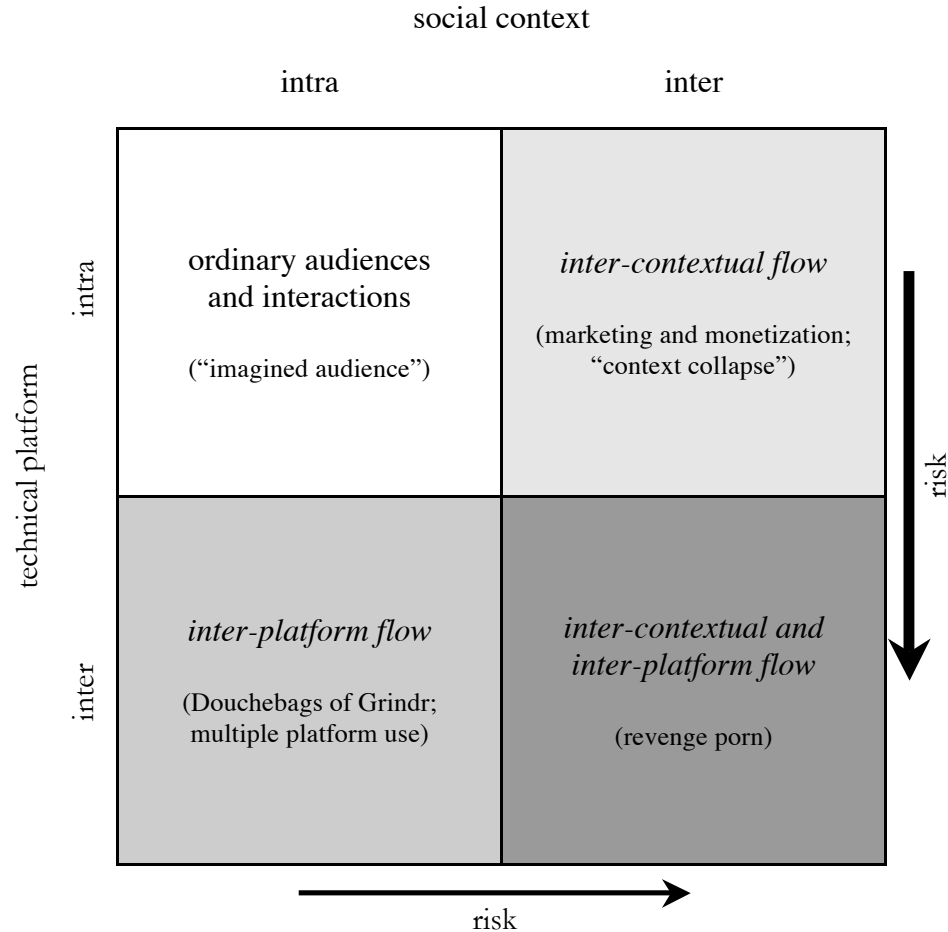 social context
intra
inter
technical platform
intra
ordinary audiences
and interactions
(“imagined audience”)
inter-contextual flow
(marketing and monetization;
“context collapse”)
risk
inter
inter-platform flow
(Douchebags of Grindr;
multiple platform use)
inter-contextual and
inter-platform flow
(revenge porn)
risk